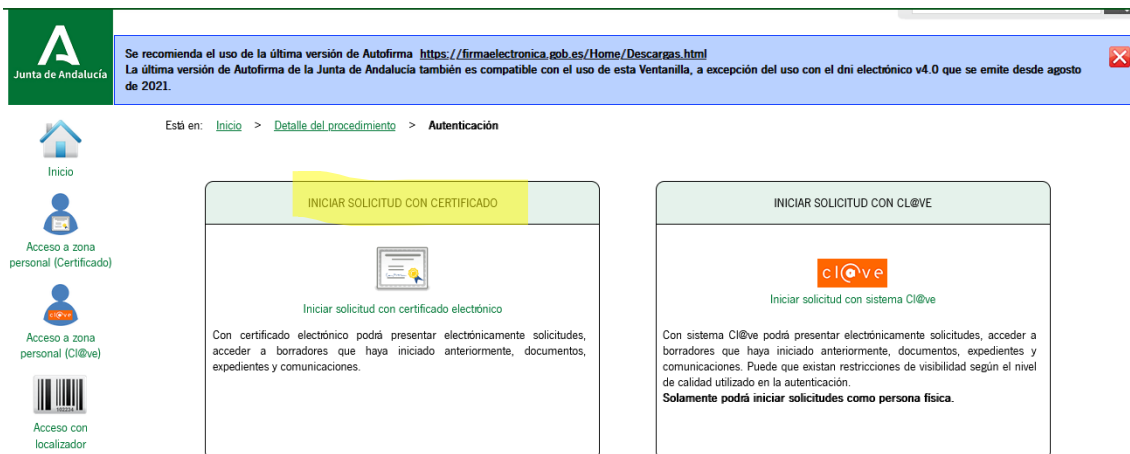 Junta de Andalucía
Se recomienda el uso de la última versión de Autofirma https://firmaelectronica.gob.es/Home/Descargas.html
La última versión de Autofirma de la Junta de Andalucía también es compatible con el uso de esta Ventanilla, a excepción del uso con el dni electrónico v4.0 que se emite desde agosto
de 2021.
Está en: Inicio > Detalle del procedimiento > Autenticación
Inicio
Acceso a zona
personal (Certificado)
cl@ve
Acceso a zona
personal (Cl@ve)
102234
Acceso con
localizador
INICIAR SOLICITUD CON CERTIFICADO
Iniciar solicitud con certificado electrónico
Con certificado electrónico podrá presentar electrónicamente solicitudes,
acceder a borradores que haya iniciado anteriormente, documentos,
expedientes y comunicaciones.
INICIAR SOLICITUD CON CL@VE
cl@ve
Iniciar solicitud con sistema Cl@ve
Con sistema Cl@ve podrá presentar electrónicamente solicitudes, acceder a
borradores que haya iniciado anteriormente, documentos, expedientes y
comunicaciones. Puede que existan restricciones de visibilidad según el nivel
de calidad utilizado en la autenticación.
Solamente podrá iniciar solicitudes como persona física.